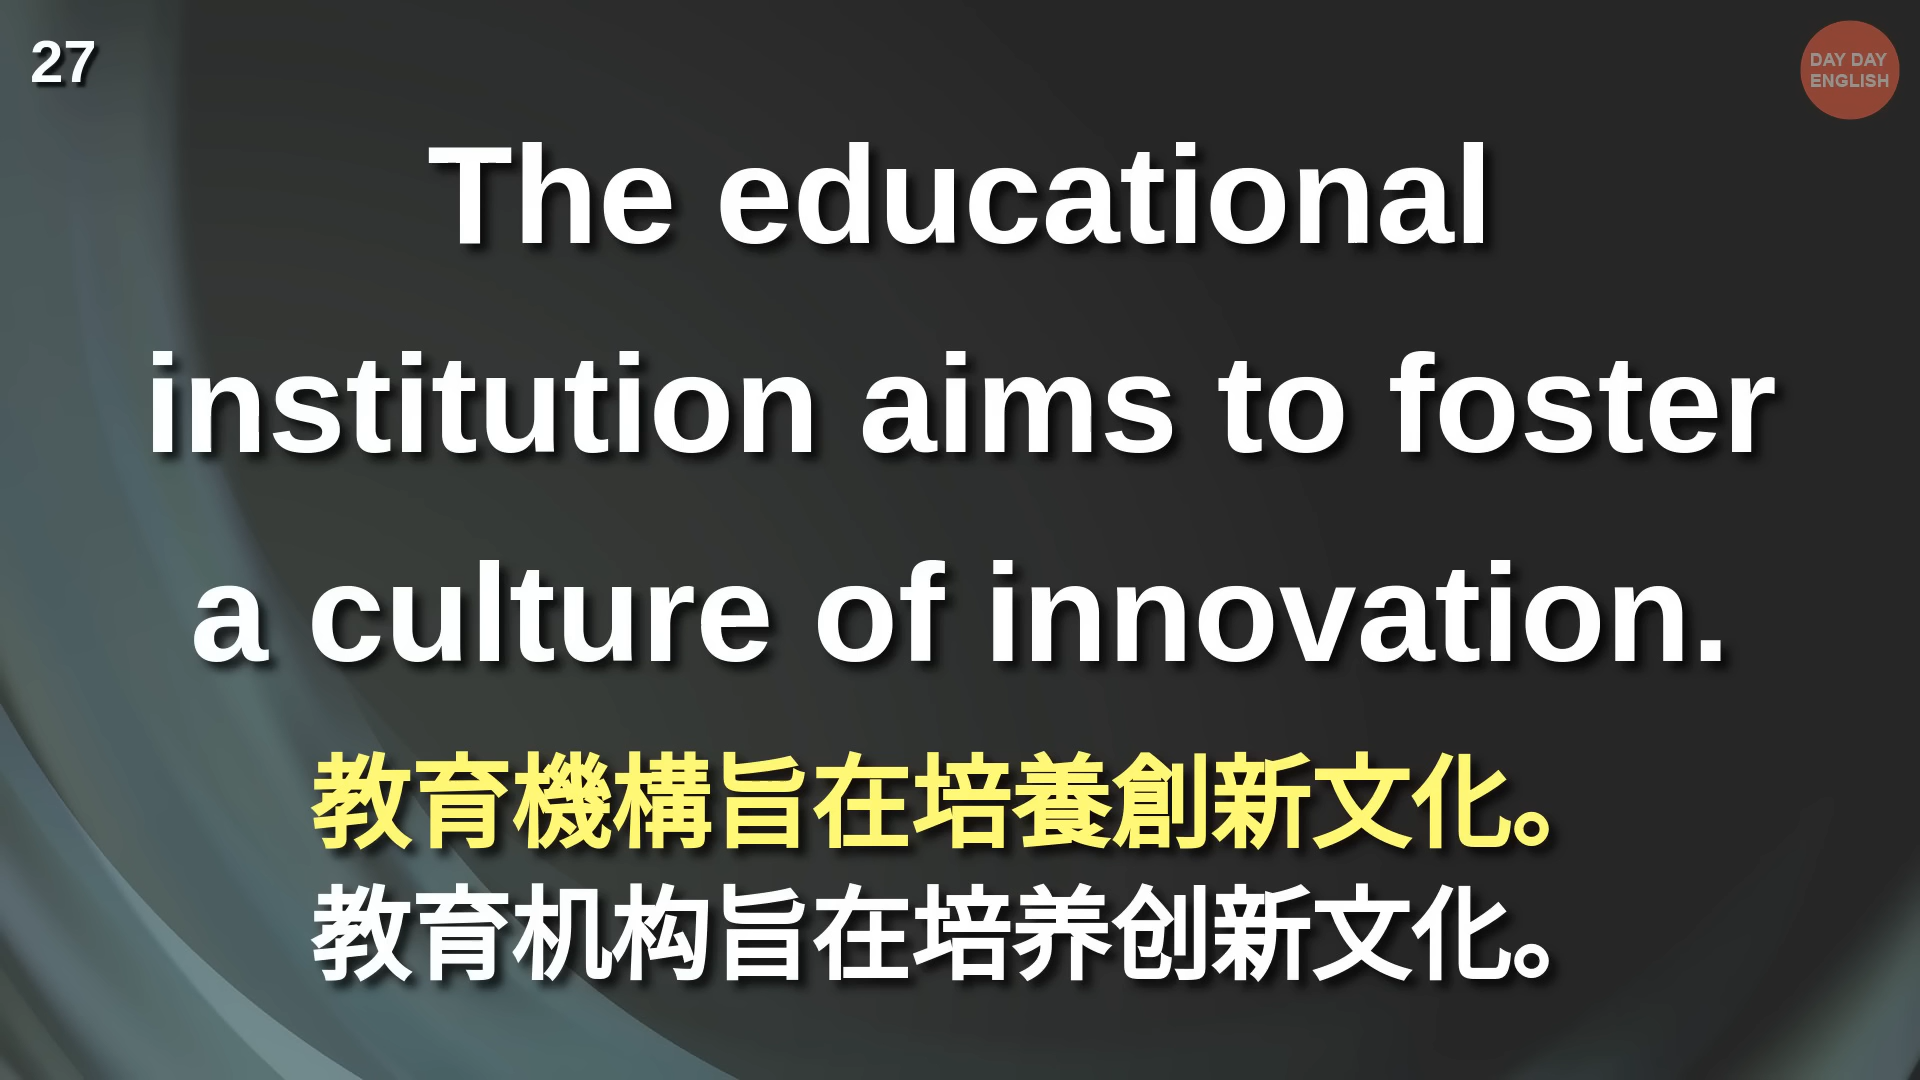 27
DAY DAY
ENGLISH
The educational
institution aims to foster
a culture of innovation.
教育機構旨在培養創新文化。
教育机构旨在培养创新文化。